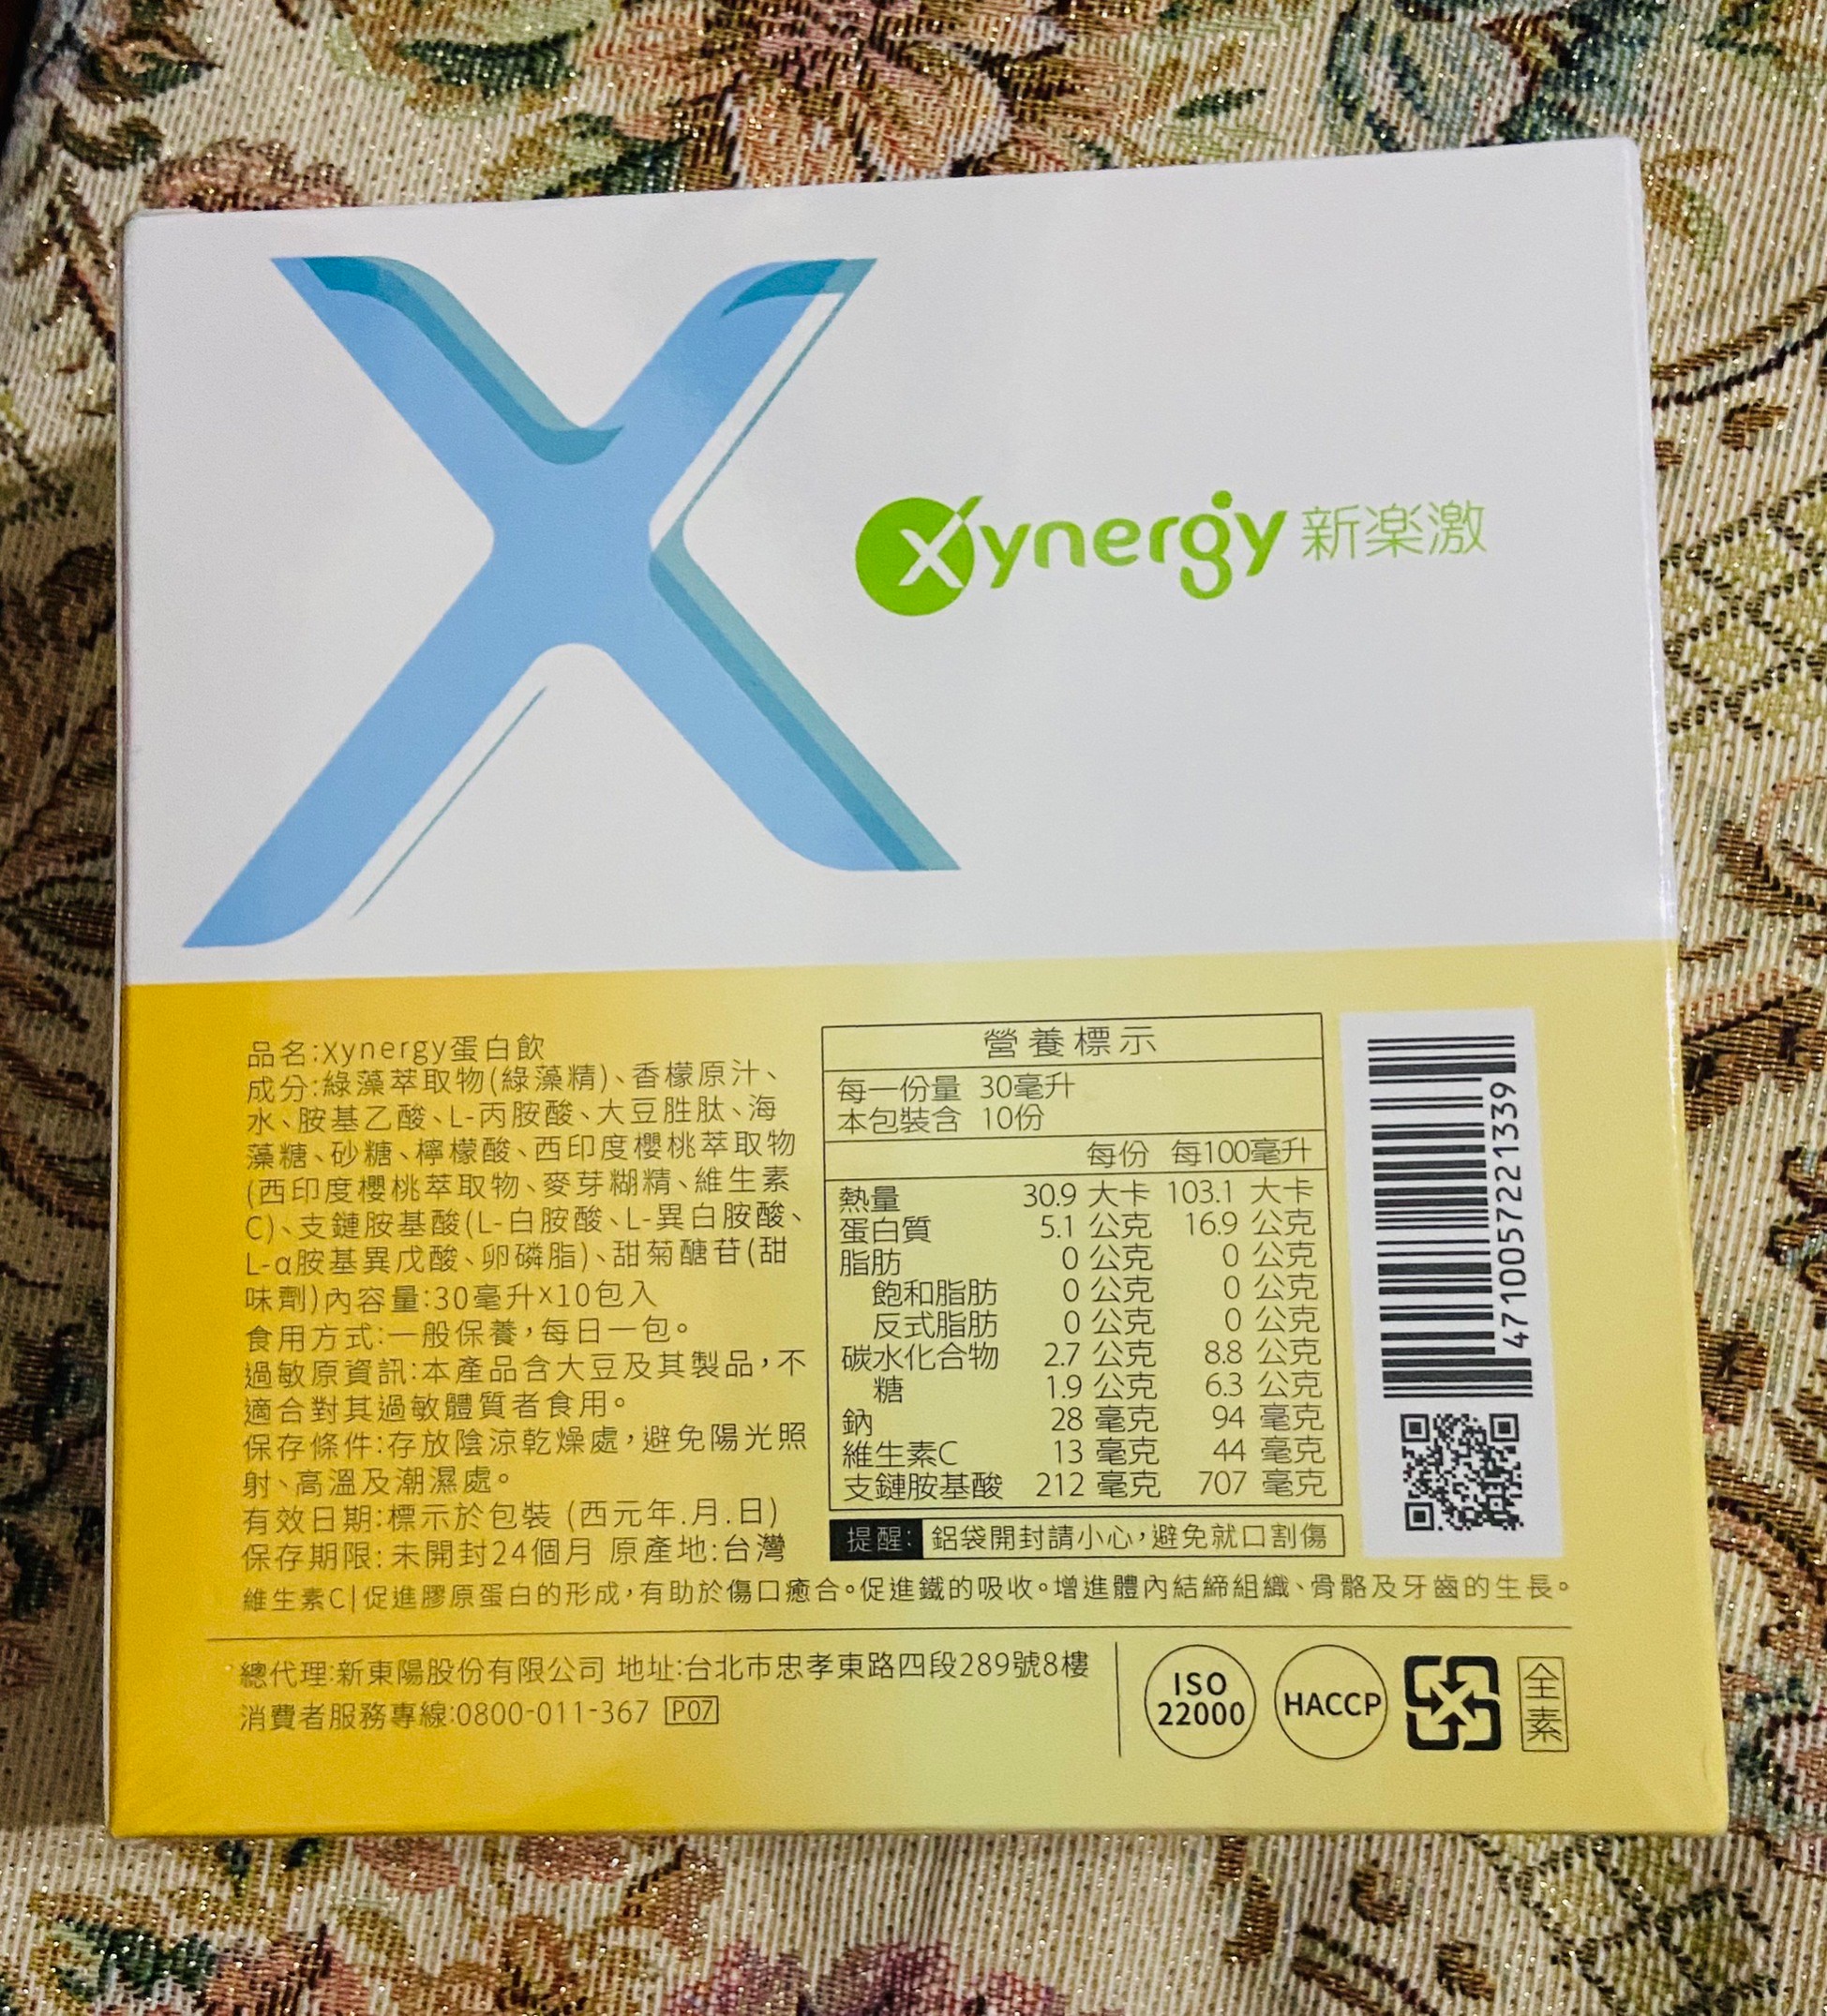 X
xynergy 新楽激
品名:Xynergy蛋白飲
成分:綠藻萃取物(綠藻精)、香檬原汁、
水、胺基乙酸、L-丙胺酸、大豆胜肽、海
藻糖、砂糖、檸檬酸、西印度櫻桃萃取物
(西印度櫻桃萃取物、麥芽糊精、維生素
C)、支鏈胺基酸(L-白胺酸、L-異白胺酸、
L-α胺基異戊酸、卵磷脂)、甜菊醣苷(甜
味劑)內容量:30毫升x10包入
食用方式:一般保養，每日一包。
過敏原資訊:本產品含大豆及其製品，不
適合對其過敏體質者食用。
保存條件:存放陰涼乾燥處，避免陽光照
射、高溫及潮濕處。
有效日期:標示於包裝 (西元年.月.日)
保存期限: 未開封24個月 原產地:台灣
營養標示
每一份量 30毫升
本包裝含 10份
每份 每100毫升
熱量 30.9 大卡 103.1 大卡
蛋白質 5.1 公克 16.9 公克
脂肪 0 公克 0 公克
飽和脂肪 0 公克 0 公克
反式脂肪 0 公克 0 公克
碳水化合物 2.7 公克 8.8 公克
糖 1.9 公克 6.3 公克
鈉 28 毫克 94 毫克
維生素C 13 毫克 44 毫克
支鏈胺基酸 212 毫克 707 毫克
提醒: 鋁袋開封請小心，避免就口割傷
4710057221339
維生素C|促進膠原蛋白的形成，有助於傷口癒合。促進鐵的吸收。增進體內結締組織、骨骼及牙齒的生長。
總代理:新東陽股份有限公司 地址:台北市忠孝東路四段289號8樓
消費者服務專線:0800-011-367 P07
ISO
22000
HACCP
全素